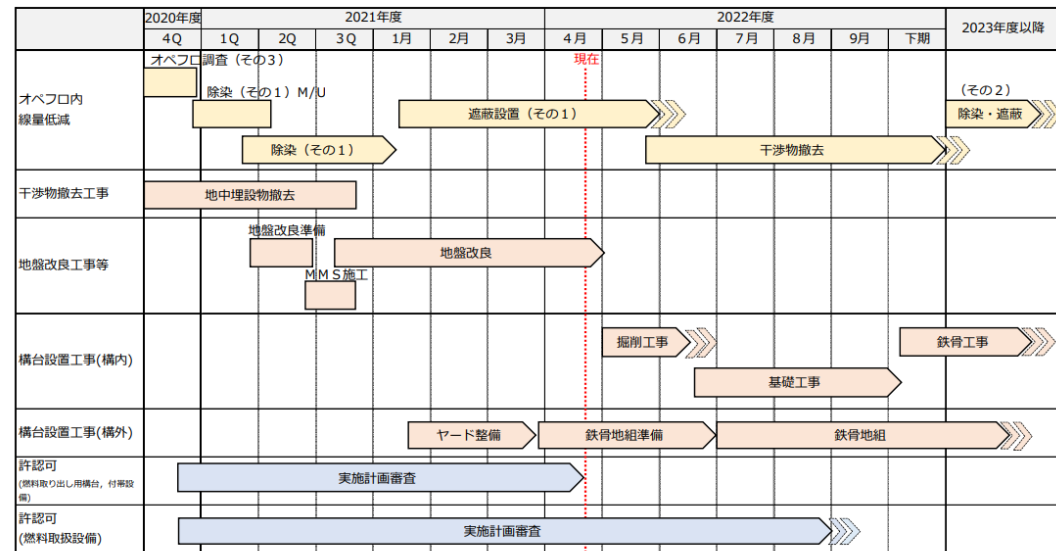 2020年度 2021年度 2022年度 2023年度以降
4Q 1Q 2Q 3Q 1月 2月 3月 4月 5月 6月 7月 8月 9月 下期
現在
オペフロ内
線量低減
オペフロ調査(その3)
除染(その1)M/U
遮蔽設置(その1)
(その2)
除染・遮蔽
除染(その1)
干渉物撤去
干渉物撤去工事
地中埋設物撤去
地盤改良工事等
地盤改良準備
地盤改良
MMS施工
構台設置工事(構内)
掘削工事
鉄骨工事
基礎工事
構台設置工事(構外)
ヤード整備
鉄骨地組準備
鉄骨地組
許認可
(燃料取り出し用構台,付帯設
備)
実施計画審査
許認可
(燃料取扱設備)
実施計画審査